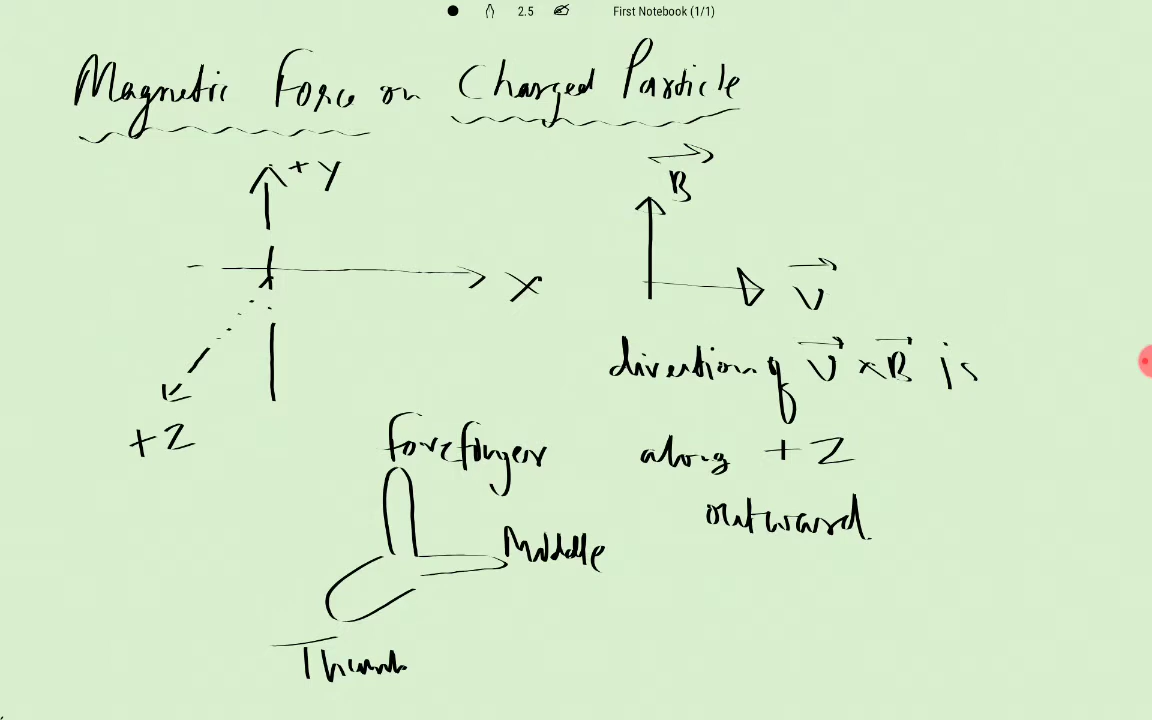 2.5 First Notebook (1/1)
Magnetic Force on Charged Particle
+Y
B
X
V
direction of V × B is
+Z
along +Z
outward.
forefinger
Middle
Thumb